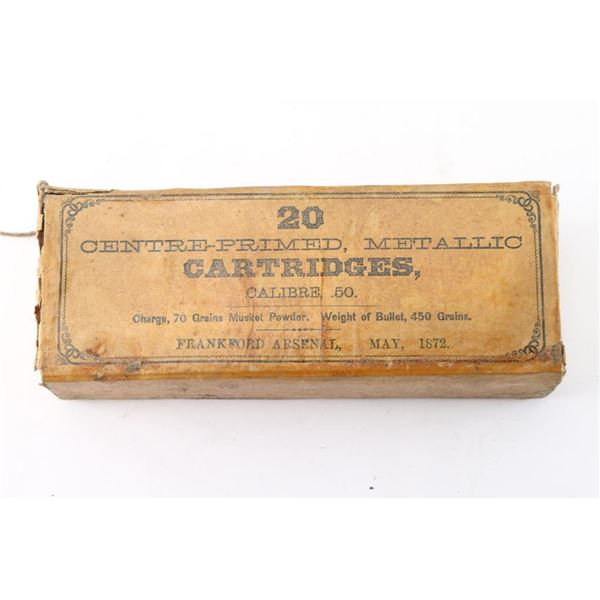 20
CENTRE-PRIMED, METALLIC
CARTRIDGES,
CALIBRE .50.
Charge, 70 Grains Musket Powder. Weight of Bullet, 450 Grains.
FRANKFORD ARSENAL, MAY, 1872.